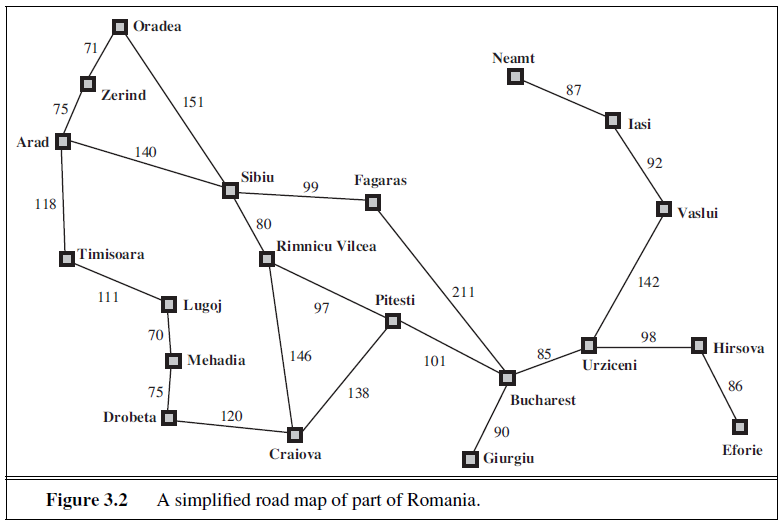 Oradea
71
Neamt
Zerind
87
151
75
Iasi
Arad
140
92
Sibiu
Fagaras
99
118
Vaslui
80
Timisoara
Rimnicu Vilcea
142
111
211
Lugoj
97
Pitesti
70
98
Hirsova
146
85
Mehadia
101
Urziceni
86
75
138
Bucharest
120
Drobeta
90
Craiova
Giurgiu
Eforie
Figure 3.2 A simplified road map of part of Romania.